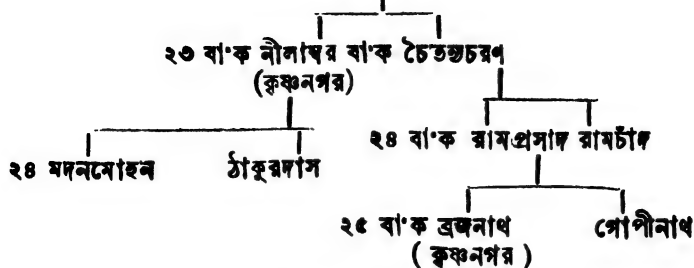 ২৩ বা°ক নীলাম্বর বা°ক চৈতন্যচরণ
(কৃষ্ণনগর)
২৪ বা°ক রামপ্রসাদ রামচাঁদ
২৪ মদনমোহন ঠাকুরদাস
২৫ বা°ক ব্রজনাথ গোপীনাথ
( কৃষ্ণনগর )